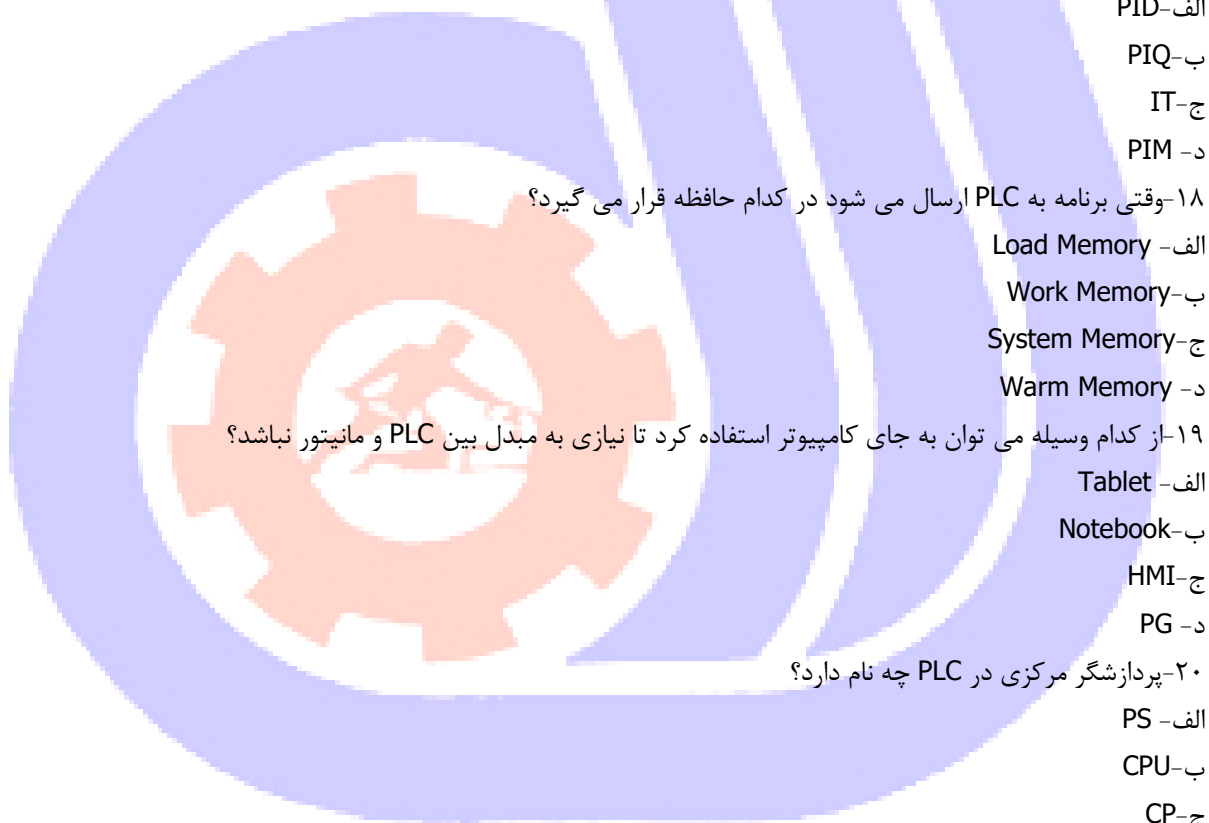 الف-PID
ب-PIQ
ج-IT
د- PIM
۱۸-وقتی برنامه به PLC ارسال می شود در کدام حافظه قرار می گیرد؟
الف- Load Memory
ب-Work Memory
ج-System Memory
د- Warm Memory
۱۹-از کدام وسیله می توان به جای کامپیوتر استفاده کرد تا نیازی به مبدل بین PLC و مانیتور نباشد؟
الف- Tablet
ب-Notebook
ج-HMI
د- PG
۲۰-پردازشگر مرکزی در PLC چه نام دارد؟
الف- PS
ب-CPU
ج-CP